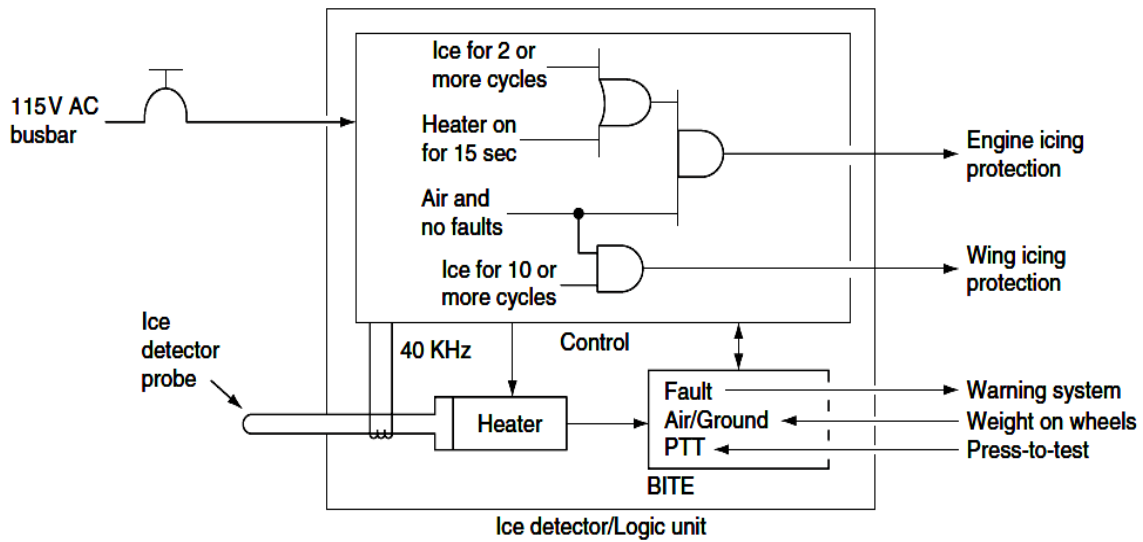 115V AC
busbar
Ice for 2 or
more cycles
Heater on
for 15 sec
Air and
no faults
Ice for 10 or
more cycles
Engine icing
protection
Wing icing
protection
Control
Ice
detector
probe
40 KHz
Heater
Fault
Air/Ground
PTT
BITE
Warning system
Weight on wheels
Press-to-test
Ice detector/Logic unit